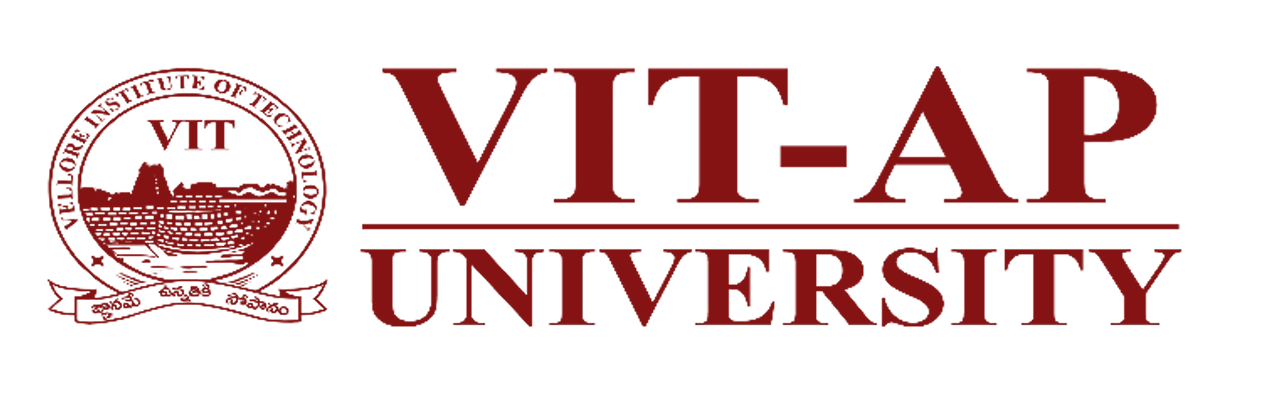 VELLORE INSTITUTE OF TECHNOLOGY
VIT
జ్ఞానమే ఉన్నతికి సోపానం
VIT-AP
UNIVERSITY